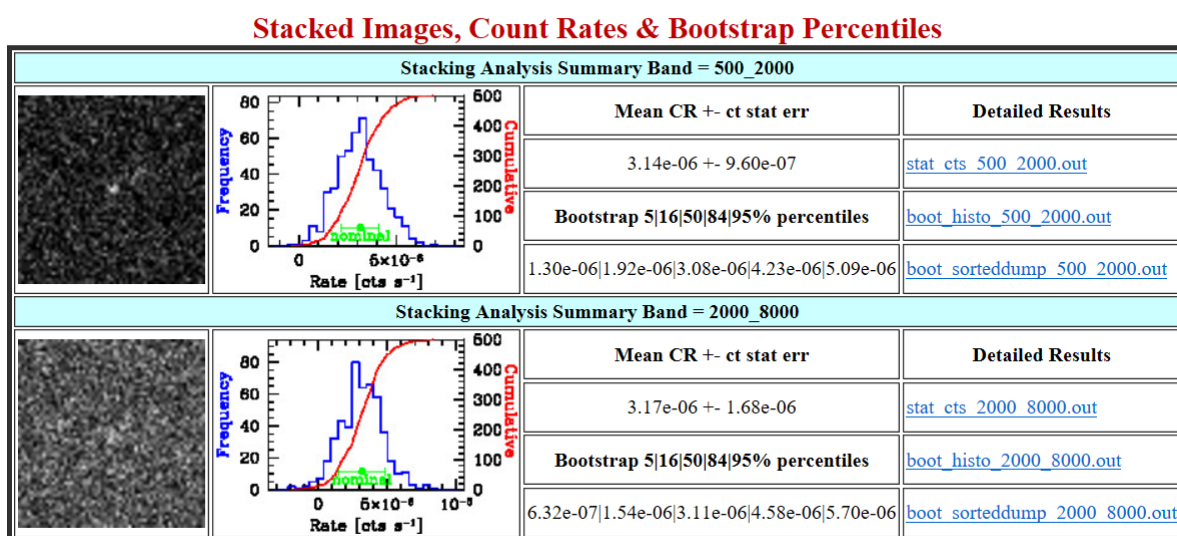 Stacked Images, Count Rates & Bootstrap Percentiles
Stacking Analysis Summary Band = 500_2000
Frequency
80
60
40
20
0
500
400
300
200
100
0
Cumulative
nominal
0 5×10⁻⁶
Rate [cts s⁻¹]
Mean CR +- ct stat err
Detailed Results
3.14e-06 +- 9.60e-07
stat_cts_500_2000.out
Bootstrap 5|16|50|84|95% percentiles
boot_histo_500_2000.out
1.30e-06|1.92e-06|3.08e-06|4.23e-06|5.09e-06
boot_sorteddump_500_2000.out
Stacking Analysis Summary Band = 2000_8000
Frequency
80
60
40
20
0
500
400
300
200
100
0
Cumulative
nominal
0 5×10⁻⁶ 10⁻⁵
Rate [cts s⁻¹]
Mean CR +- ct stat err
Detailed Results
3.17e-06 +- 1.68e-06
stat_cts_2000_8000.out
Bootstrap 5|16|50|84|95% percentiles
boot_histo_2000_8000.out
6.32e-07|1.54e-06|3.11e-06|4.58e-06|5.70e-06
boot_sorteddump_2000_8000.out